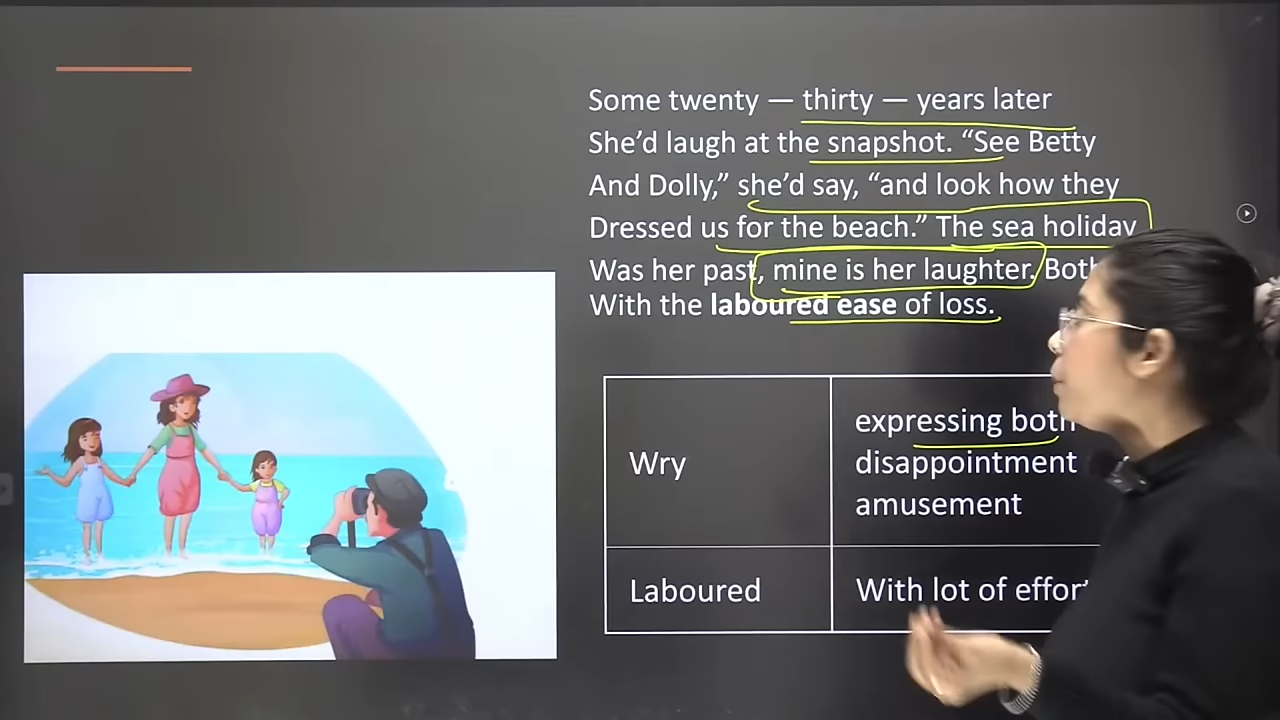 Some twenty — thirty — years later
She’d laugh at the snapshot. “See Betty
And Dolly,” she’d say, “and look how they
Dressed us for the beach.” The sea holiday
Was her past, mine is her laughter. Both
With the laboured ease of loss.
Wry
expressing both
disappointment
amusement
Laboured
With lot of effort